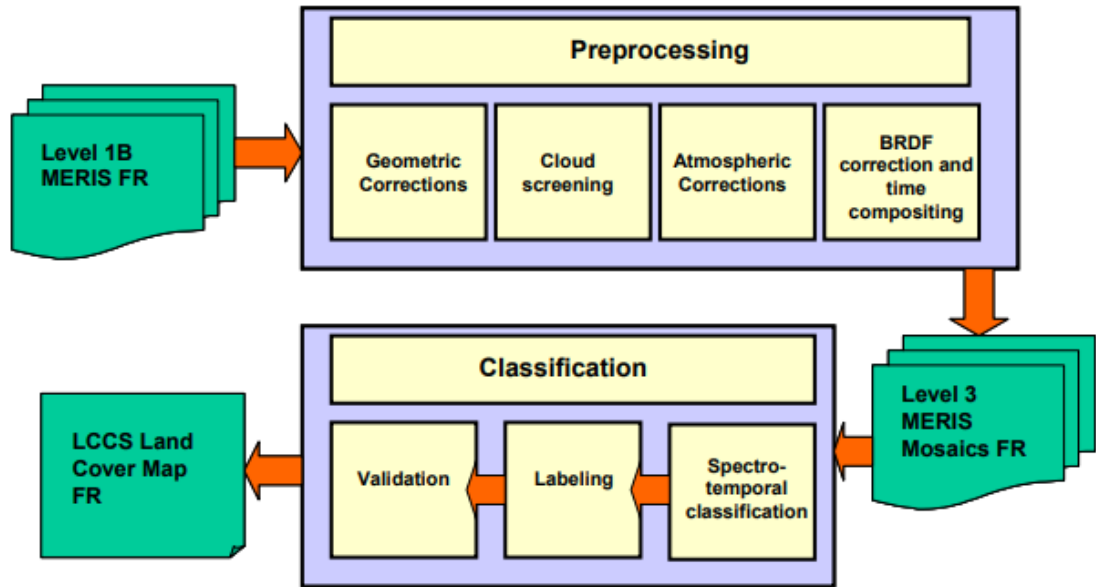 Preprocessing
Level 1B
MERIS FR
Geometric
Corrections
Cloud
screening
Atmospheric
Corrections
BRDF
correction and
time
compositing
Level 3
MERIS
Mosaics FR
Classification
Spectro-
temporal
classification
Labeling
Validation
LCCS Land
Cover Map
FR